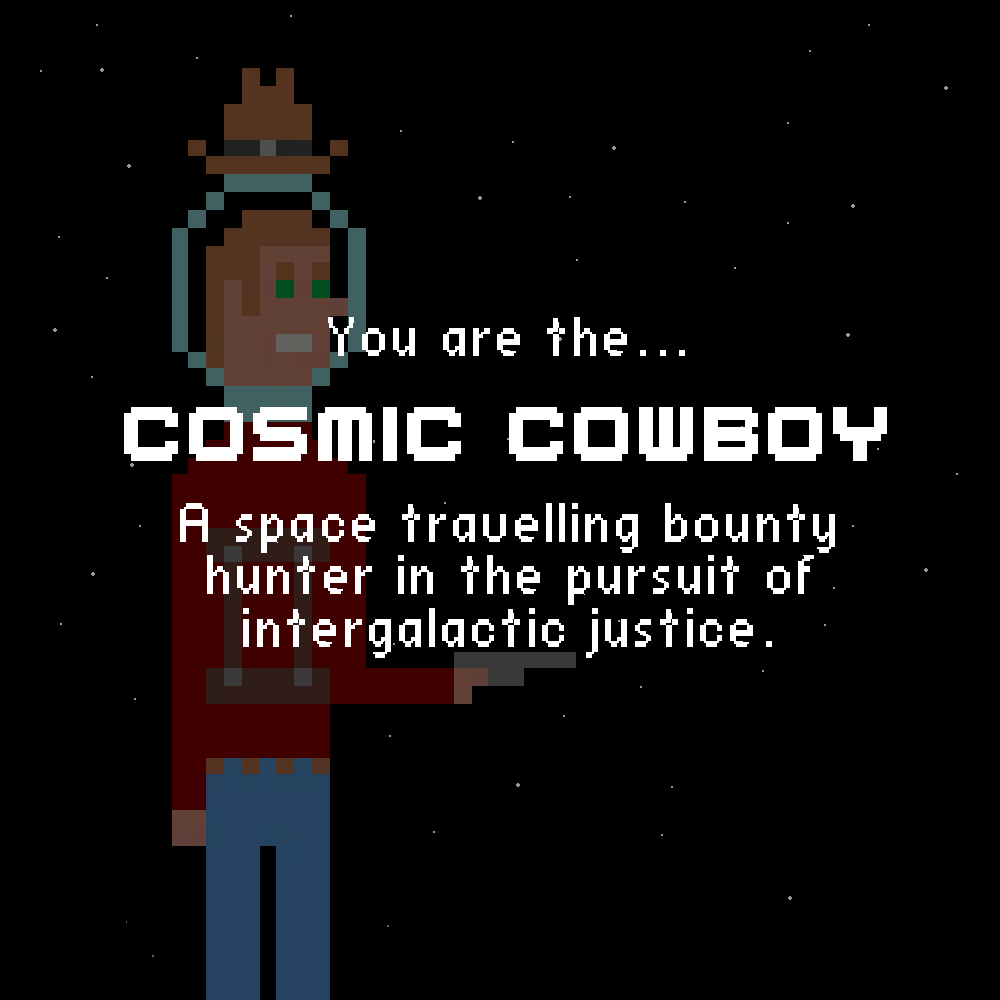 You are the...
COSMIC COWBOY
A space travelling bounty
hunter in the pursuit of
intergalactic justice.